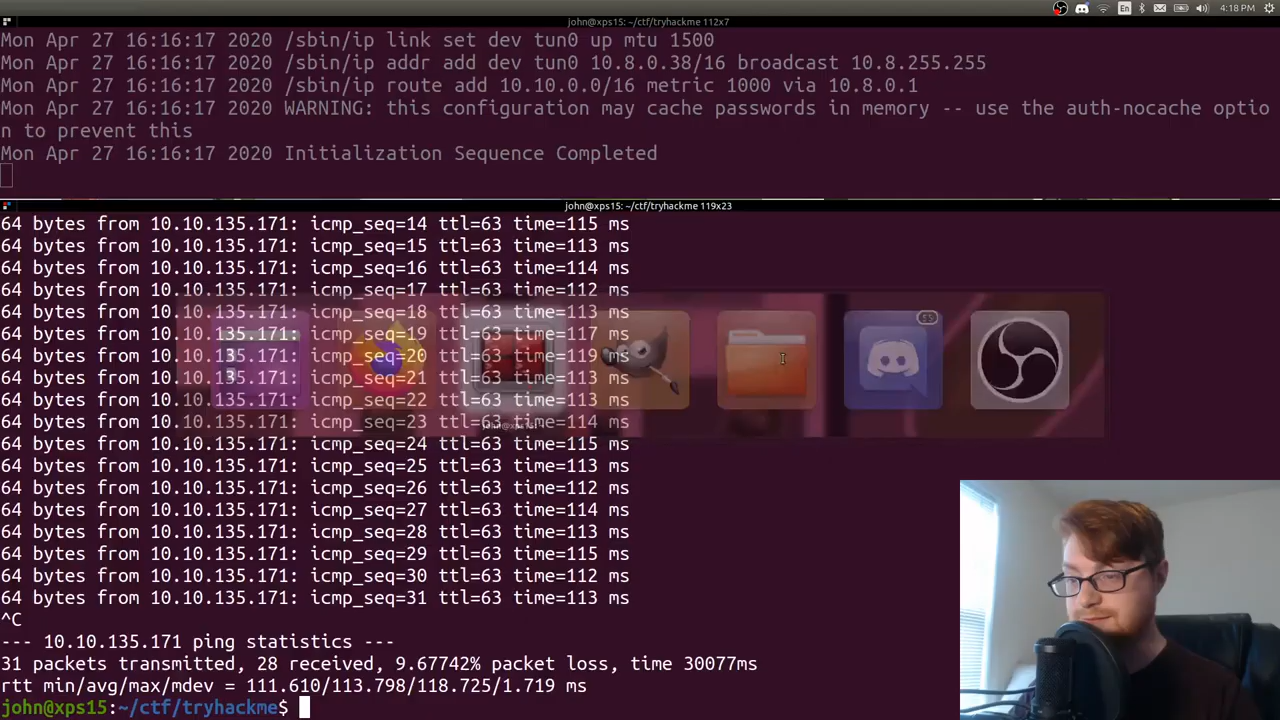 En
4:18 PM
john@xps15: ~/ctf/tryhackme 112x7
Mon Apr 27 16:16:17 2020 /sbin/ip link set dev tun0 up mtu 1500
Mon Apr 27 16:16:17 2020 /sbin/ip addr add dev tun0 10.8.0.38/16 broadcast 10.8.255.255
Mon Apr 27 16:16:17 2020 /sbin/ip route add 10.10.0.0/16 metric 1000 via 10.8.0.1
Mon Apr 27 16:16:17 2020 WARNING: this configuration may cache passwords in memory -- use the auth-nocache optio
n to prevent this
Mon Apr 27 16:16:17 2020 Initialization Sequence Completed
john@xps15: ~/ctf/tryhackme 119x23
64 bytes from 10.10.135.171: icmp_seq=14 ttl=63 time=115 ms
64 bytes from 10.10.135.171: icmp_seq=15 ttl=63 time=113 ms
64 bytes from 10.10.135.171: icmp_seq=16 ttl=63 time=114 ms
64 bytes from 10.10.135.171: icmp_seq=17 ttl=63 time=112 ms
64 bytes from 10.10.135.171: icmp_seq=18 ttl=63 time=113 ms
64 bytes from 10.10.135.171: icmp_seq=19 ttl=63 time=117 ms
64 bytes from 10.10.135.171: icmp_seq=20 ttl=63 time=119 ms
64 bytes from 10.10.135.171: icmp_seq=21 ttl=63 time=113 ms
64 bytes from 10.10.135.171: icmp_seq=22 ttl=63 time=113 ms
64 bytes from 10.10.135.171: icmp_seq=23 ttl=63 time=114 ms
64 bytes from 10.10.135.171: icmp_seq=24 ttl=63 time=115 ms
64 bytes from 10.10.135.171: icmp_seq=25 ttl=63 time=113 ms
64 bytes from 10.10.135.171: icmp_seq=26 ttl=63 time=112 ms
64 bytes from 10.10.135.171: icmp_seq=27 ttl=63 time=114 ms
64 bytes from 10.10.135.171: icmp_seq=28 ttl=63 time=113 ms
64 bytes from 10.10.135.171: icmp_seq=29 ttl=63 time=115 ms
64 bytes from 10.10.135.171: icmp_seq=30 ttl=63 time=112 ms
64 bytes from 10.10.135.171: icmp_seq=31 ttl=63 time=113 ms
^C
--- 10.10.135.171 ping statistics ---
31 packets transmitted, received, 9.67742% packet loss, time 30077ms
rtt min/avg/max/mdev = /113.798/118.725/1.719 ms
john@xps15:~/ctf/tryhackme$